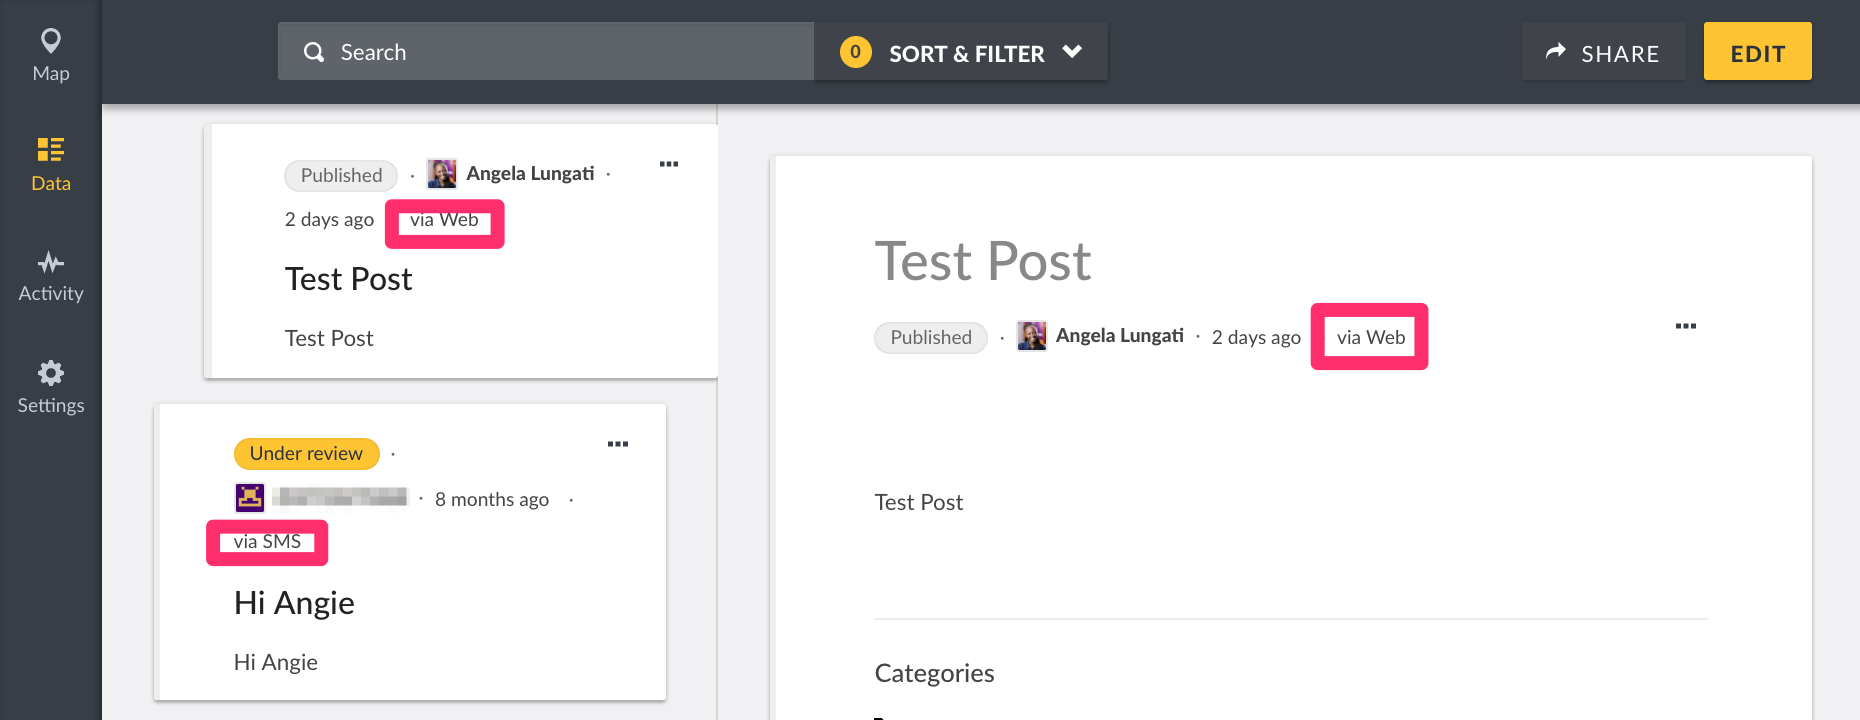 Map
Data
Activity
Settings
Search
0 SORT & FILTER
SHARE
EDIT
Published · Angela Lungati ·
2 days ago via Web
Test Post
Test Post
Under review ·
· 8 months ago ·
via SMS
Hi Angie
Hi Angie
Test Post
Published · Angela Lungati · 2 days ago via Web
Test Post
Categories